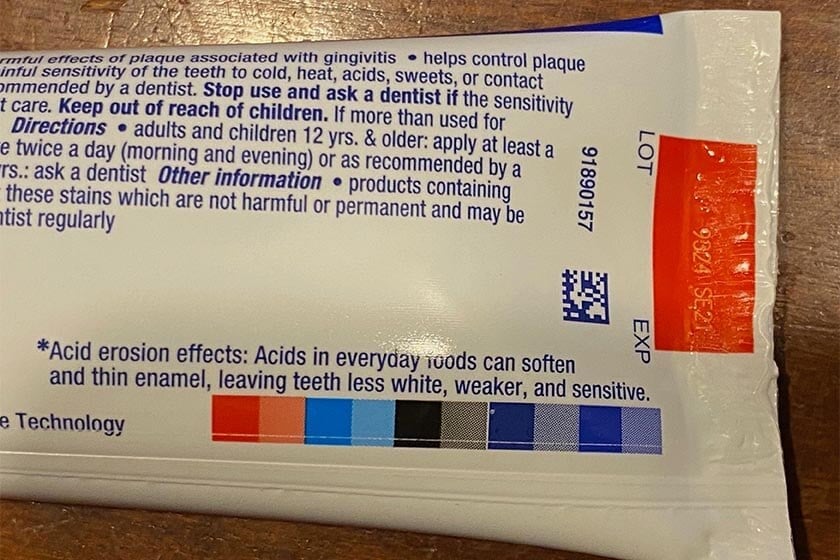 rmful effects of plaque associated with gingivitis • helps control plaque
inful sensitivity of the teeth to cold, heat, acids, sweets, or contact
ommended by a dentist. Stop use and ask a dentist if the sensitivity
t care. Keep out of reach of children. If more than used for
Directions • adults and children 12 yrs. & older: apply at least a
e twice a day (morning and evening) or as recommended by a
rs.: ask a dentist Other information • products containing
these stains which are not harmful or permanent and may be
tist regularly
91890157
LOT
EXP
*Acid erosion effects: Acids in everyday foods can soften
and thin enamel, leaving teeth less white, weaker, and sensitive.
e Technology